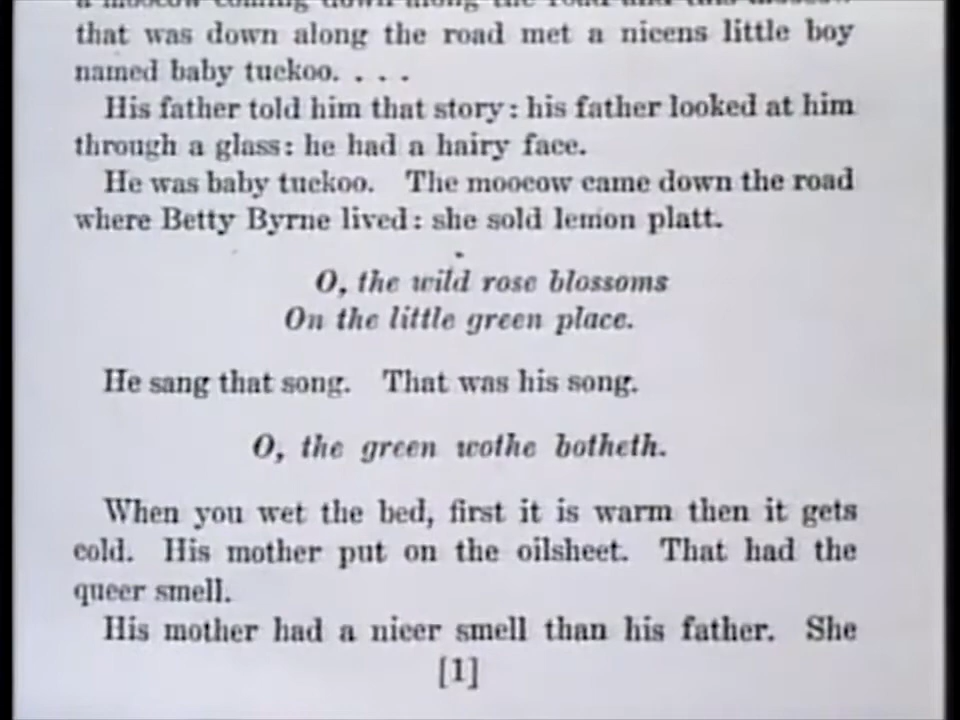 that was down along the road met a nicens little boy
named baby tuckoo. . . .
His father told him that story: his father looked at him
through a glass: he had a hairy face.
He was baby tuckoo. The moocow came down the road
where Betty Byrne lived: she sold lemon platt.
O, the wild rose blossoms
On the little green place.
He sang that song. That was his song.
O, the green wothe botheth.
When you wet the bed, first it is warm then it gets
cold. His mother put on the oilsheet. That had the
queer smell.
His mother had a nicer smell than his father. She
[1]